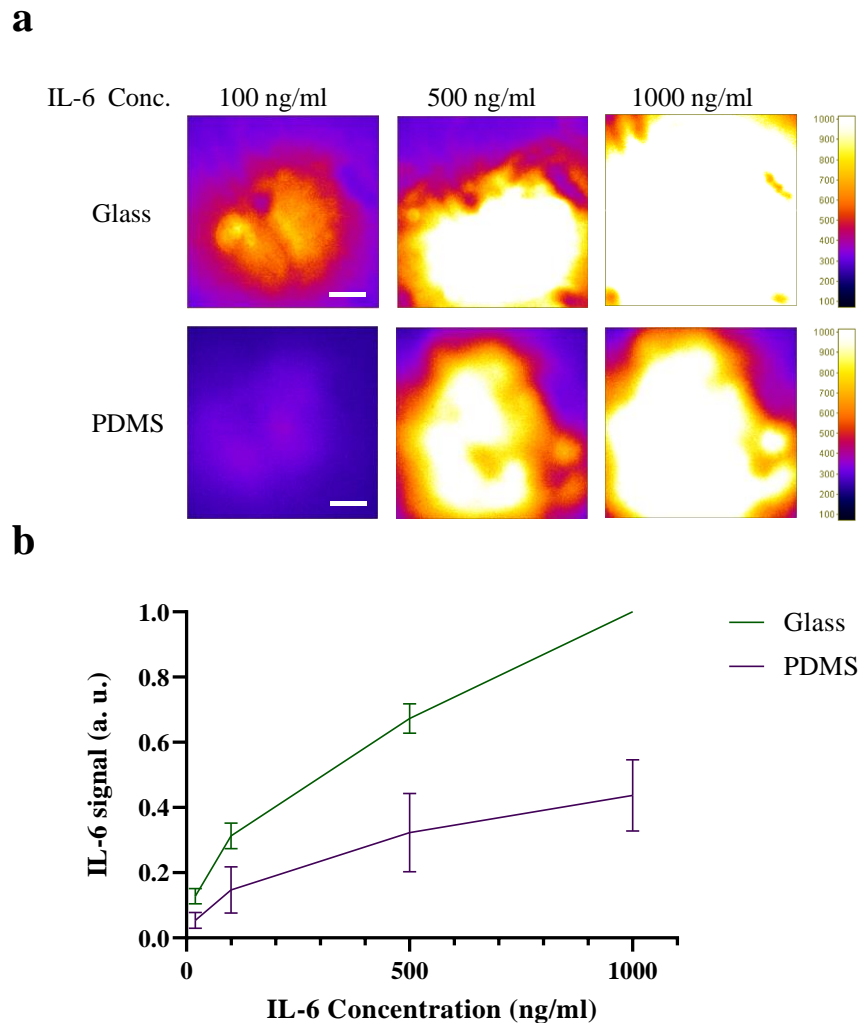 a
IL-6 Conc. 100 ng/ml 500 ng/ml 1000 ng/ml
Glass
1000
900
800
700
600
500
400
300
200
100
PDMS
1000
900
800
700
600
500
400
300
200
100
b
1.0
0.8
0.6
0.4
0.2
0.0
IL-6 signal (a. u.)
Glass
PDMS
0 500 1000
IL-6 Concentration (ng/ml)